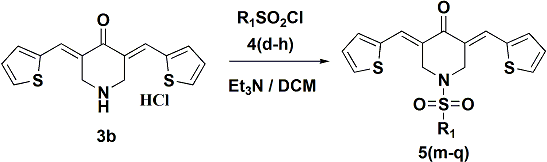 O
S
S
N
H
HCl
3b
R₁SO₂Cl
4(d-h)
Et₃N / DCM
O
S
S
N
O=S=O
R₁
5(m-q)